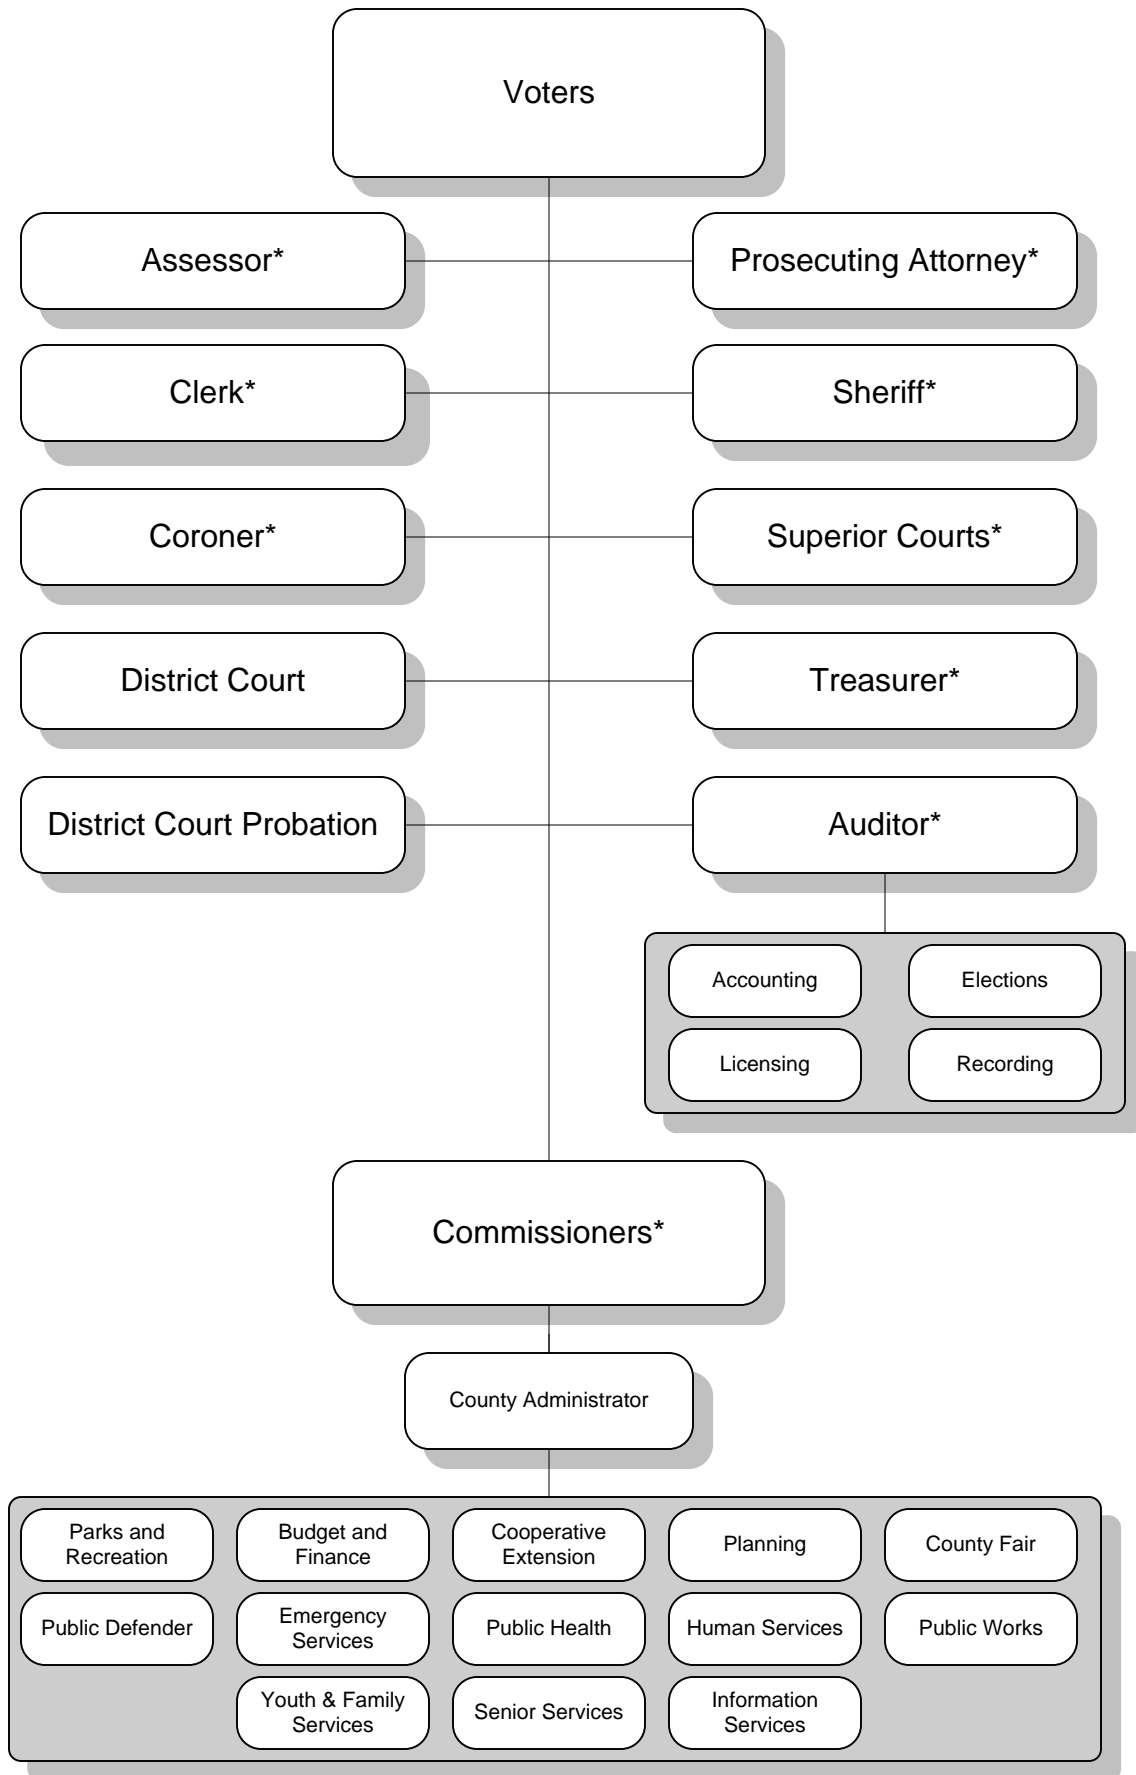 Voters
Assessor*
Prosecuting Attorney*
Clerk*
Sheriff*
Coroner*
Superior Courts*
District Court
Treasurer*
District Court Probation
Auditor*
Accounting
Elections
Licensing
Recording
Commissioners*
County Administrator
Parks and
Recreation
Budget and
Finance
Cooperative
Extension
Planning
County Fair
Public Defender
Emergency
Services
Public Health
Human Services
Public Works
Youth & Family
Services
Senior Services
Information
Services